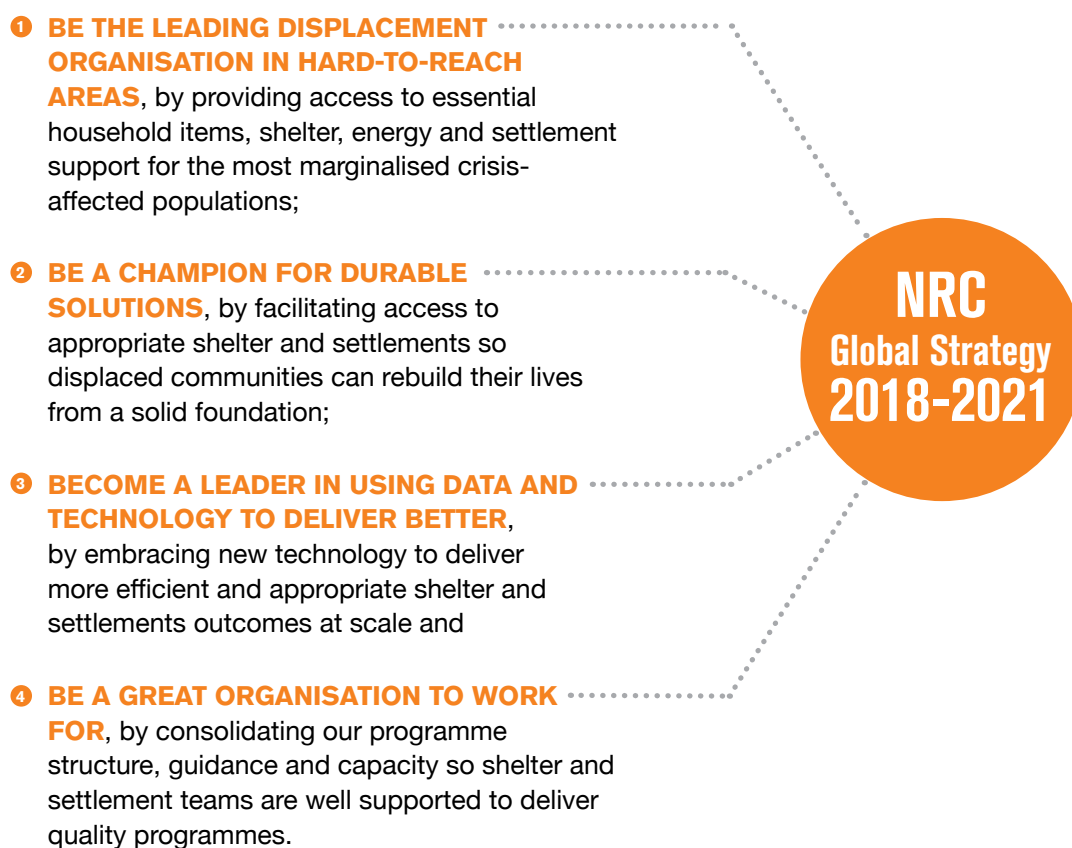 1 BE THE LEADING DISPLACEMENT
ORGANISATION IN HARD-TO-REACH
AREAS, by providing access to essential
household items, shelter, energy and settlement
support for the most marginalised crisis-
affected populations;
2 BE A CHAMPION FOR DURABLE
SOLUTIONS, by facilitating access to
appropriate shelter and settlements so
displaced communities can rebuild their lives
from a solid foundation;
3 BECOME A LEADER IN USING DATA AND
TECHNOLOGY TO DELIVER BETTER,
by embracing new technology to deliver
more efficient and appropriate shelter and
settlements outcomes at scale and
4 BE A GREAT ORGANISATION TO WORK
FOR, by consolidating our programme
structure, guidance and capacity so shelter and
settlement teams are well supported to deliver
quality programmes.
NRC
Global Strategy
2018-2021